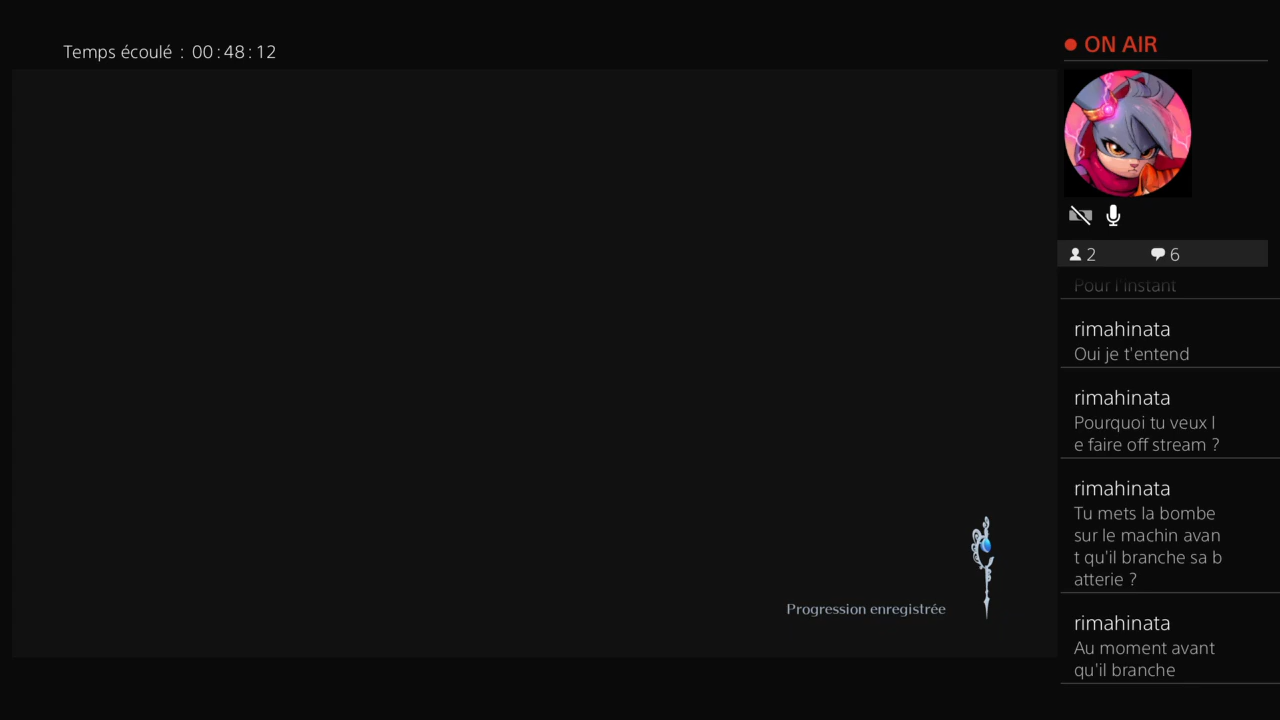 Temps écoulé : 00:48:12
ON AIR
2 6
Pour l'instant
rimahinata
Oui je t'entend
rimahinata
Pourquoi tu veux l
e faire off stream ?
rimahinata
Tu mets la bombe
sur le machin avan
t qu'il branche sa b
atterie ?
rimahinata
Au moment avant
qu'il branche
Progression enregistrée